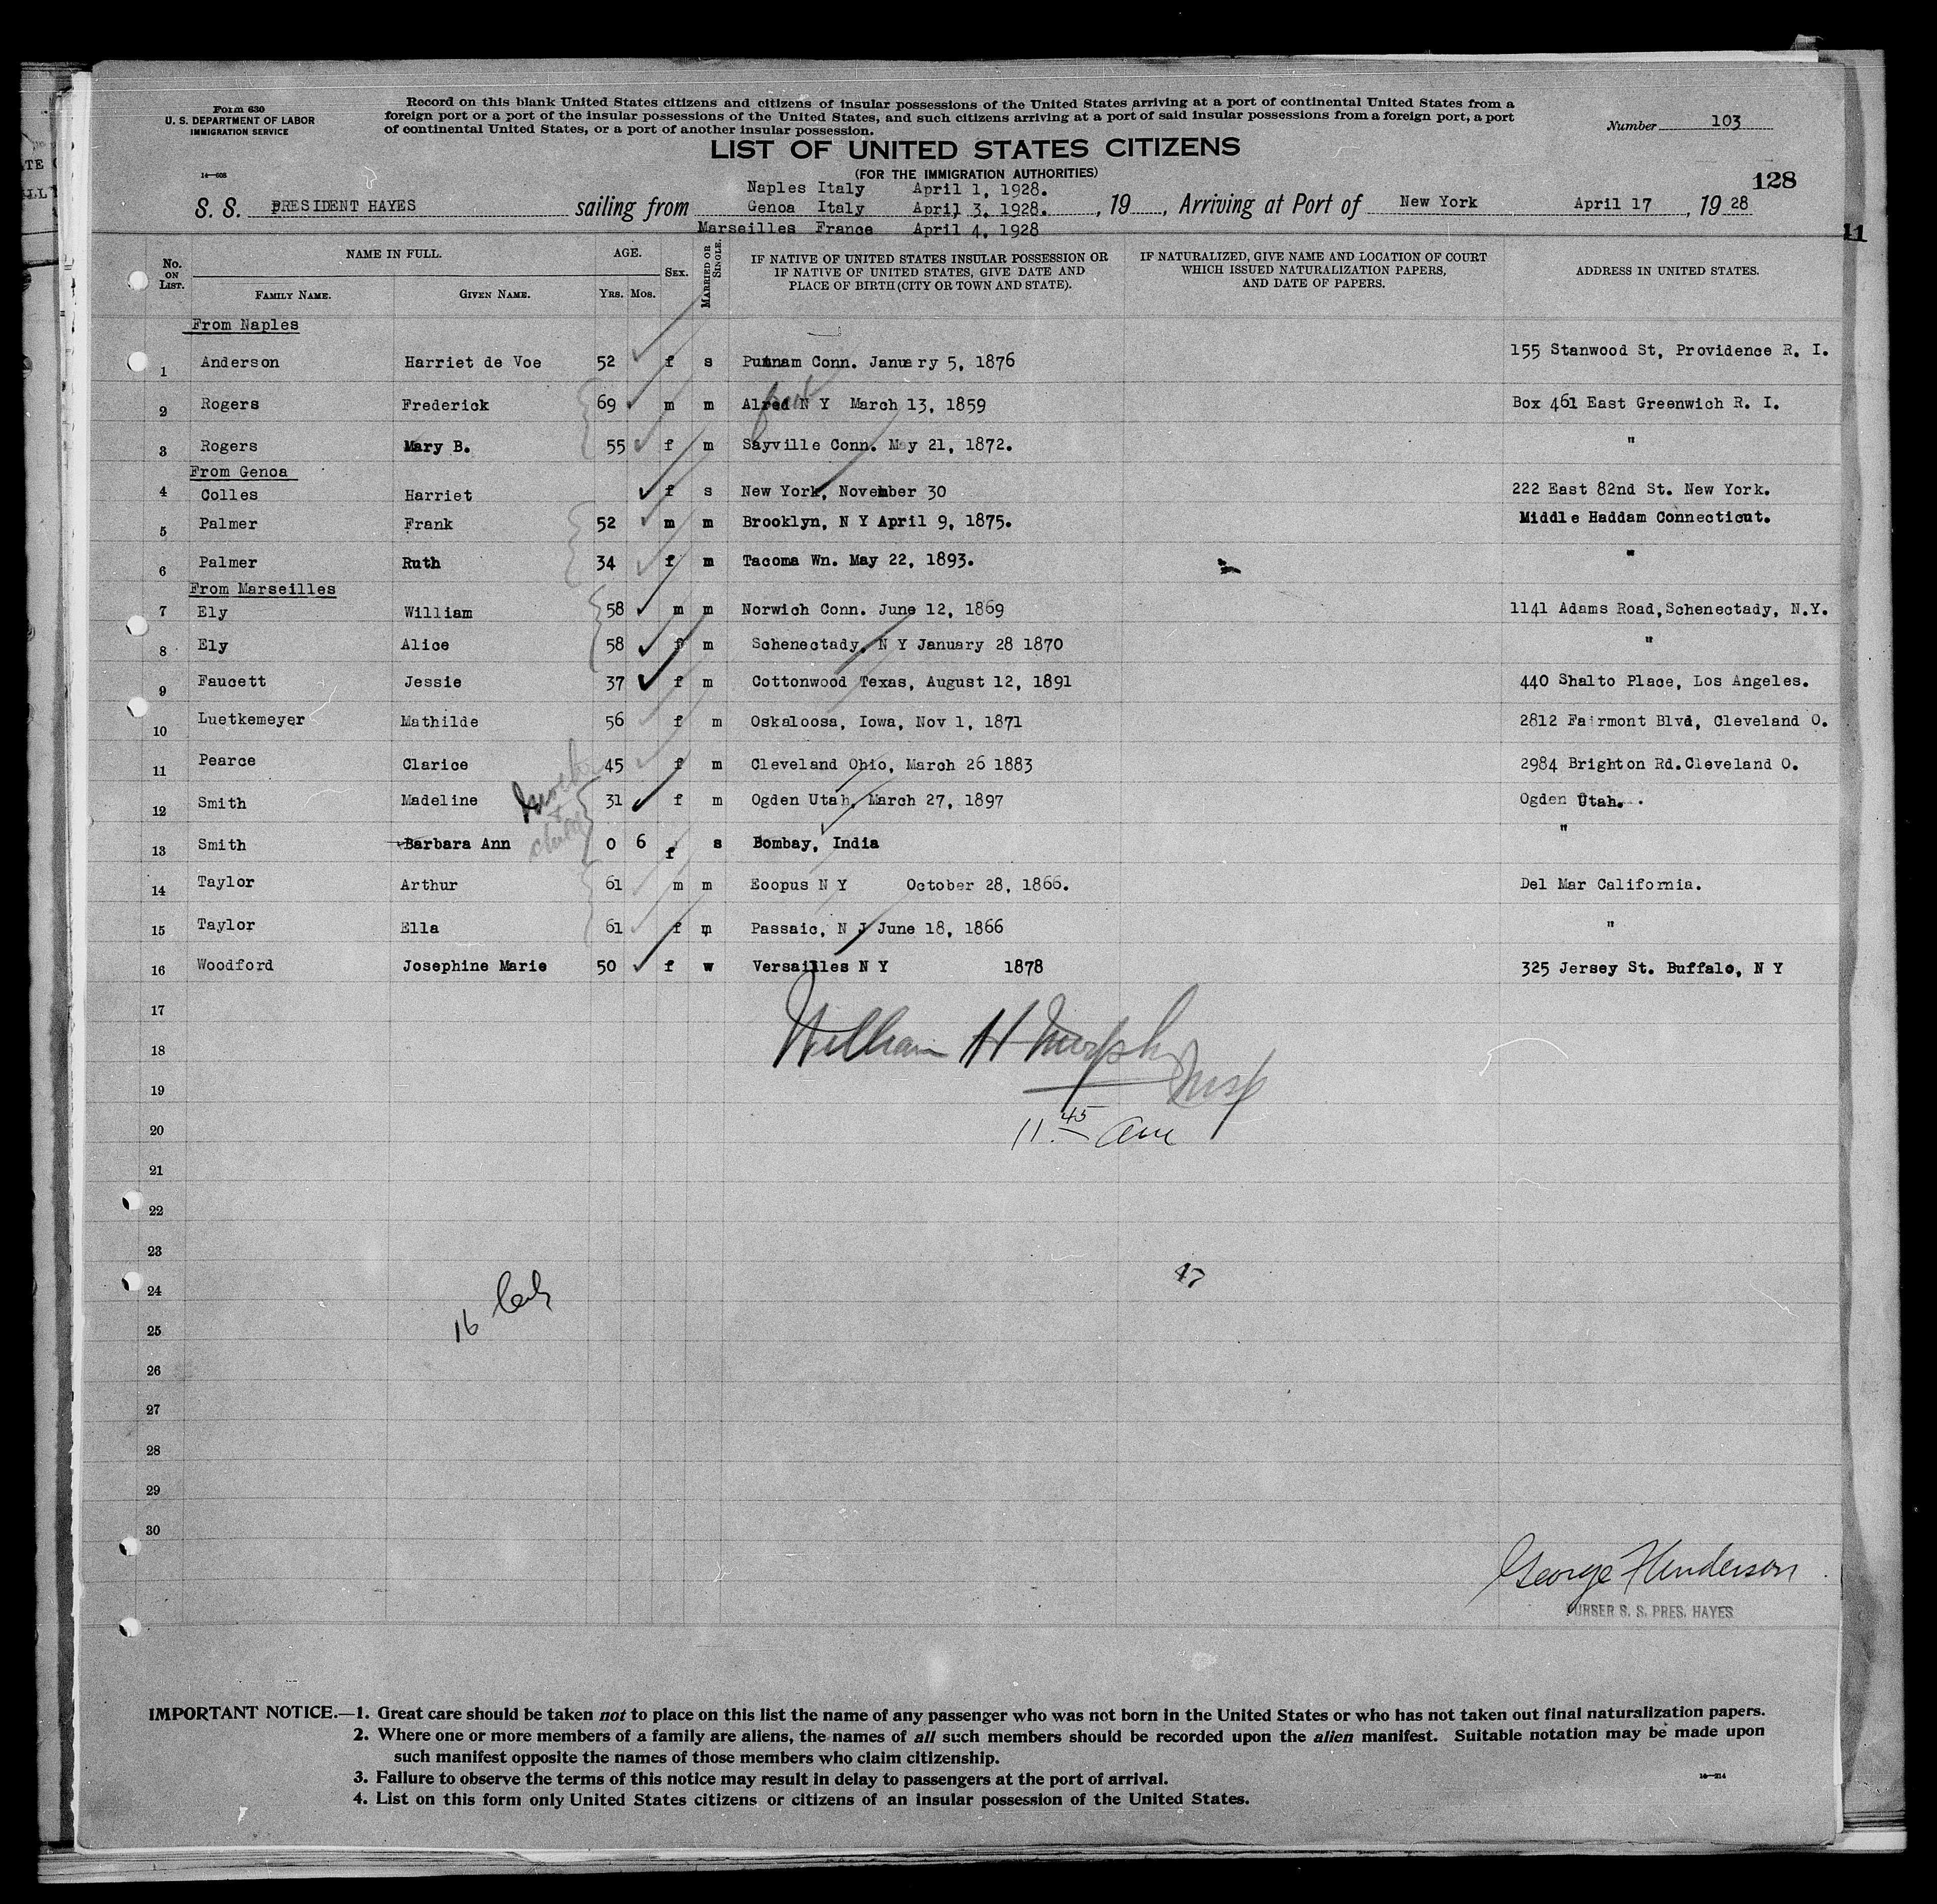 Form 630
U. S. DEPARTMENT OF LABOR
IMMIGRATION SERVICE
14—608
Record on this blank United States citizens and citizens of insular possessions of the United States arriving at a port of continental United States from a
foreign port or a port of the insular possessions of the United States, and such citizens arriving at a port of said insular possessions from a foreign port, a port
of continental United States, or a port of another insular possession.
Number 103
LIST OF UNITED STATES CITIZENS
(FOR THE IMMIGRATION AUTHORITIES)
128
Naples Italy April 1, 1928.
S. S. PRESIDENT HAYES sailing from Genoa Italy April 3, 1928. , 19 , Arriving at Port of New York April 17 , 19 28
Marseilles France April 4, 1928
11
No. ON LIST. NAME IN FULL. FAMILY NAME. GIVEN NAME. AGE. YRS. MOS. SEX. MARRIED OR SINGLE. IF NATIVE OF UNITED STATES INSULAR POSSESSION OR IF NATIVE OF UNITED STATES, GIVE DATE AND PLACE OF BIRTH (CITY OR TOWN AND STATE). IF NATURALIZED, GIVE NAME AND LOCATION OF COURT WHICH ISSUED NATURALIZATION PAPERS, AND DATE OF PAPERS. ADDRESS IN UNITED STATES.
From Naples
1 Anderson Harriet de Voe 52 f s Putnam Conn. January 5, 1876 155 Stanwood St, Providence R. I.
2 Rogers Frederick 69 m m Alfred N Y March 13, 1859 Box 461 East Greenwich R. I.
3 Rogers Mary B. 55 f m Sayville Conn. May 21, 1872. "
From Genoa
4 Colles Harriet f s New York, November 30 222 East 82nd St. New York.
5 Palmer Frank 52 m m Brooklyn, N Y April 9, 1875. Middle Haddam Connecticut.
6 Palmer Ruth 34 f m Tacoma Wn. May 22, 1893. "
From Marseilles
7 Ely William 58 m m Norwich Conn. June 12, 1869 1141 Adams Road, Schenectady, N.Y.
8 Ely Alice 58 f m Schenectady, N Y January 28 1870 "
9 Faucett Jessie 37 f m Cottonwood Texas, August 12, 1891 440 Shalto Place, Los Angeles.
10 Luetkemeyer Mathilde 56 f m Oskaloosa, Iowa, Nov 1, 1871 2812 Fairmont Blvd, Cleveland O.
11 Pearce Clarice 45 f m Cleveland Ohio, March 26 1883 2984 Brighton Rd. Cleveland O.
12 Smith Madeline 31 f m Ogden Utah, March 27, 1897 Ogden Utah.
mother
+
child
13 Smith Barbara Ann 0 6 f s Bombay, India "
14 Taylor Arthur 61 m m Eoopus N Y October 28, 1866. Del Mar California.
15 Taylor Ella 61 f m Passaic, N J June 18, 1866 "
16 Woodford Josephine Marie 50 f w Versailles N Y 1878 325 Jersey St. Buffalo, N Y
17
18
William H Murphy
Insp
19
20
11.45 am
21
22
23
24
47
16
25
26
27
28
29
30
George Henderson
PURSER S. S. PRES. HAYES
IMPORTANT NOTICE.—1. Great care should be taken not to place on this list the name of any passenger who was not born in the United States or who has not taken out final naturalization papers.
2. Where one or more members of a family are aliens, the names of all such members should be recorded upon the alien manifest. Suitable notation may be made upon
such manifest opposite the names of those members who claim citizenship.
3. Failure to observe the terms of this notice may result in delay to passengers at the port of arrival.
14—214
4. List on this form only United States citizens or citizens of an insular possession of the United States.